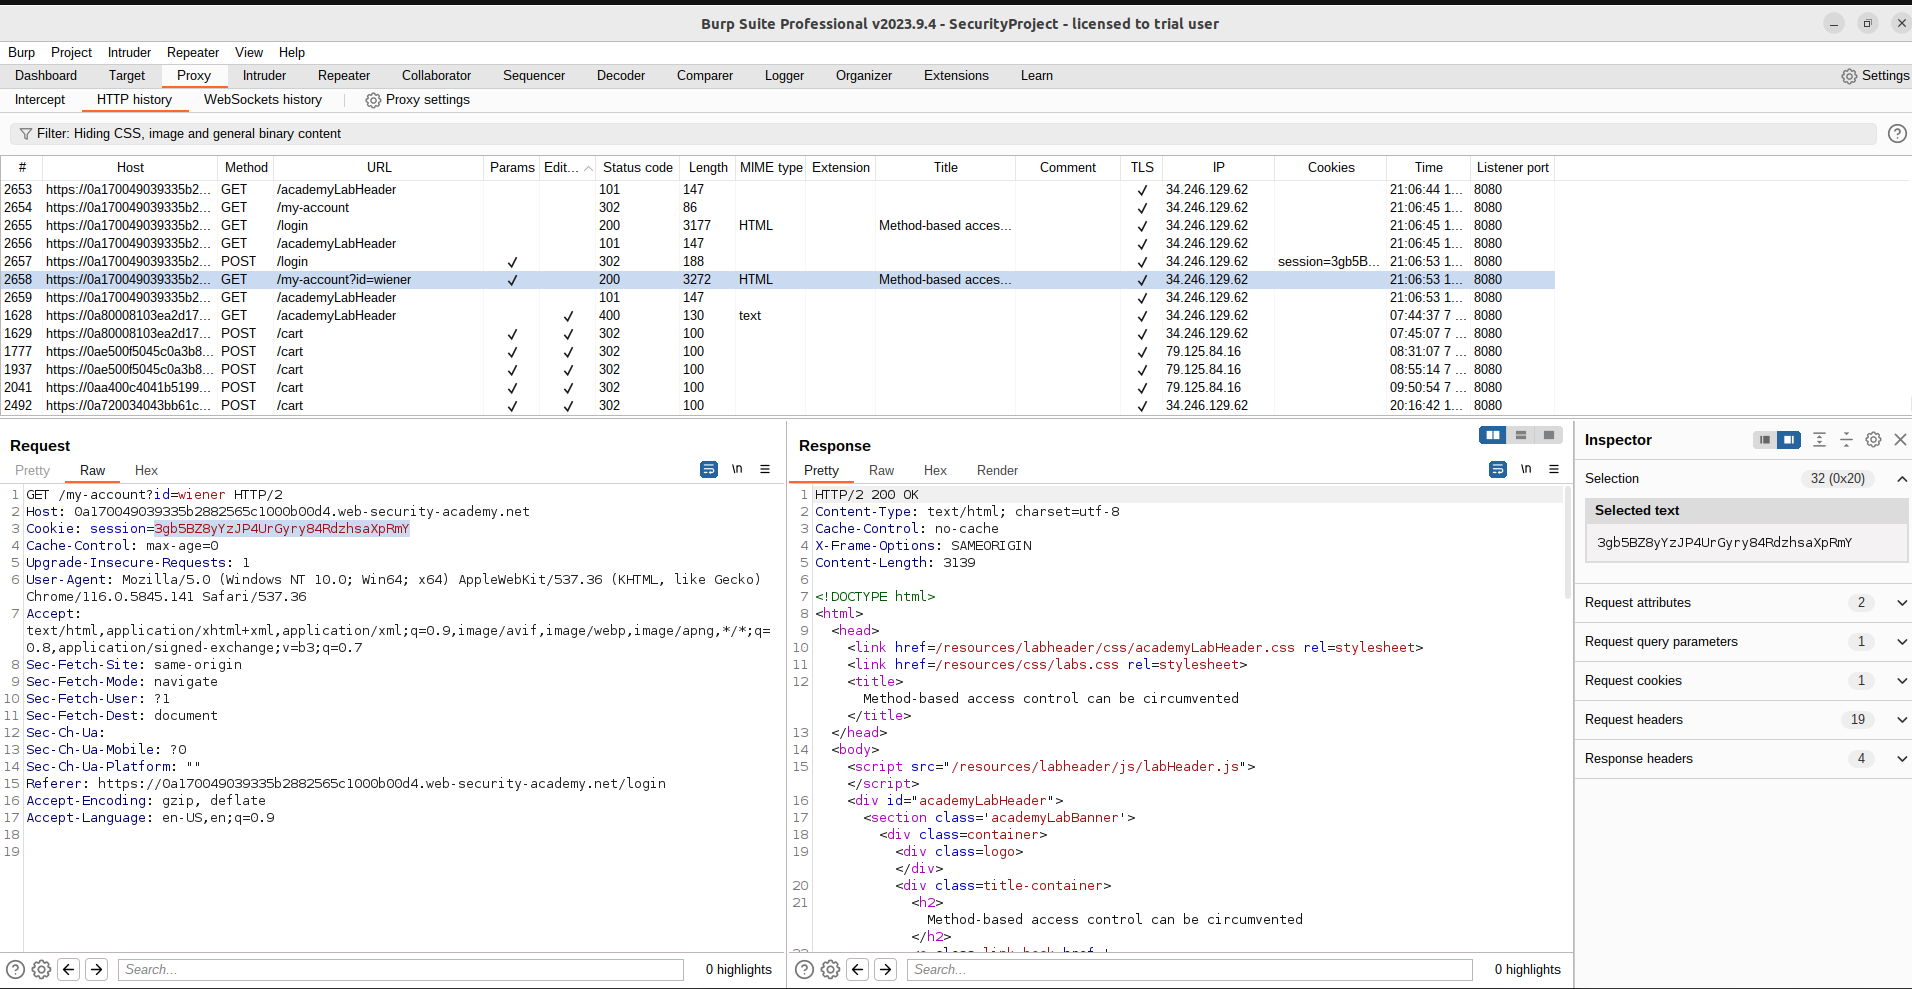 Burp Suite Professional v2023.9.4 - SecurityProject - licensed to trial user
Burp Project Intruder Repeater View Help
Dashboard Target Proxy Intruder Repeater Collaborator Sequencer Decoder Comparer Logger Organizer Extensions Learn Settings
Intercept HTTP history WebSockets history Proxy settings
Filter: Hiding CSS, image and general binary content
# Host Method URL Params Edit... Status code Length MIME type Extension Title Comment TLS IP Cookies Time Listener port
2653 https://0a170049039335b2... GET /academyLabHeader 101 147 ✓ 34.246.129.62 21:06:44 1... 8080
2654 https://0a170049039335b2... GET /my-account 302 86 ✓ 34.246.129.62 21:06:45 1... 8080
2655 https://0a170049039335b2... GET /login 200 3177 HTML Method-based acces... ✓ 34.246.129.62 21:06:45 1... 8080
2656 https://0a170049039335b2... GET /academyLabHeader 101 147 ✓ 34.246.129.62 21:06:45 1... 8080
2657 https://0a170049039335b2... POST /login ✓ 302 188 ✓ 34.246.129.62 session=3gb5B... 21:06:53 1... 8080
2658 https://0a170049039335b2... GET /my-account?id=wiener ✓ 200 3272 HTML Method-based acces... ✓ 34.246.129.62 21:06:53 1... 8080
2659 https://0a170049039335b2... GET /academyLabHeader 101 147 ✓ 34.246.129.62 21:06:53 1... 8080
1628 https://0a80008103ea2d17... GET /academyLabHeader ✓ 400 130 text ✓ 34.246.129.62 07:44:37 7 ... 8080
1629 https://0a80008103ea2d17... POST /cart ✓ ✓ 302 100 ✓ 34.246.129.62 07:45:07 7 ... 8080
1777 https://0ae500f5045c0a3b8... POST /cart ✓ ✓ 302 100 ✓ 79.125.84.16 08:31:07 7 ... 8080
1937 https://0ae500f5045c0a3b8... POST /cart ✓ ✓ 302 100 ✓ 79.125.84.16 08:55:14 7 ... 8080
2041 https://0aa400c4041b5199... POST /cart ✓ ✓ 302 100 ✓ 79.125.84.16 09:50:54 7 ... 8080
2492 https://0a720034043bb61c... POST /cart ✓ ✓ 302 100 ✓ 34.246.129.62 20:16:42 1... 8080
Request
Pretty Raw Hex \n
1 GET /my-account?id=wiener HTTP/2
2 Host: 0a170049039335b2882565c1000b00d4.web-security-academy.net
3 Cookie: session=3gb5BZ8yYzJP4UrGyry84RdzhsaXpRmY
4 Cache-Control: max-age=0
5 Upgrade-Insecure-Requests: 1
6 User-Agent: Mozilla/5.0 (Windows NT 10.0; Win64; x64) AppleWebKit/537.36 (KHTML, like Gecko)
Chrome/116.0.5845.141 Safari/537.36
7 Accept:
text/html,application/xhtml+xml,application/xml;q=0.9,image/avif,image/webp,image/apng,*/*;q=
0.8,application/signed-exchange;v=b3;q=0.7
8 Sec-Fetch-Site: same-origin
9 Sec-Fetch-Mode: navigate
10 Sec-Fetch-User: ?1
11 Sec-Fetch-Dest: document
12 Sec-Ch-Ua:
13 Sec-Ch-Ua-Mobile: ?0
14 Sec-Ch-Ua-Platform: ""
15 Referer: https://0a170049039335b2882565c1000b00d4.web-security-academy.net/login
16 Accept-Encoding: gzip, deflate
17 Accept-Language: en-US,en;q=0.9
18
19
Search...
0 highlights
Response
Pretty Raw Hex Render \n
1 HTTP/2 200 OK
2 Content-Type: text/html; charset=utf-8
3 Cache-Control: no-cache
4 X-Frame-Options: SAMEORIGIN
5 Content-Length: 3139
6
7 <!DOCTYPE html>
8 <html>
9 <head>
10 <link href=/resources/labheader/css/academyLabHeader.css rel=stylesheet>
11 <link href=/resources/css/labs.css rel=stylesheet>
12 <title>
Method-based access control can be circumvented
</title>
13 </head>
14 <body>
15 <script src="/resources/labheader/js/labHeader.js">
</script>
16 <div id="academyLabHeader">
17 <section class='academyLabBanner'>
18 <div class=container>
19 <div class=logo>
</div>
20 <div class=title-container>
21 <h2>
Method-based access control can be circumvented
</h2>
Search...
0 highlights
Inspector
Selection 32 (0x20)
Selected text
3gb5BZ8yYzJP4UrGyry84RdzhsaXpRmY
Request attributes 2
Request query parameters 1
Request cookies 1
Request headers 19
Response headers 4